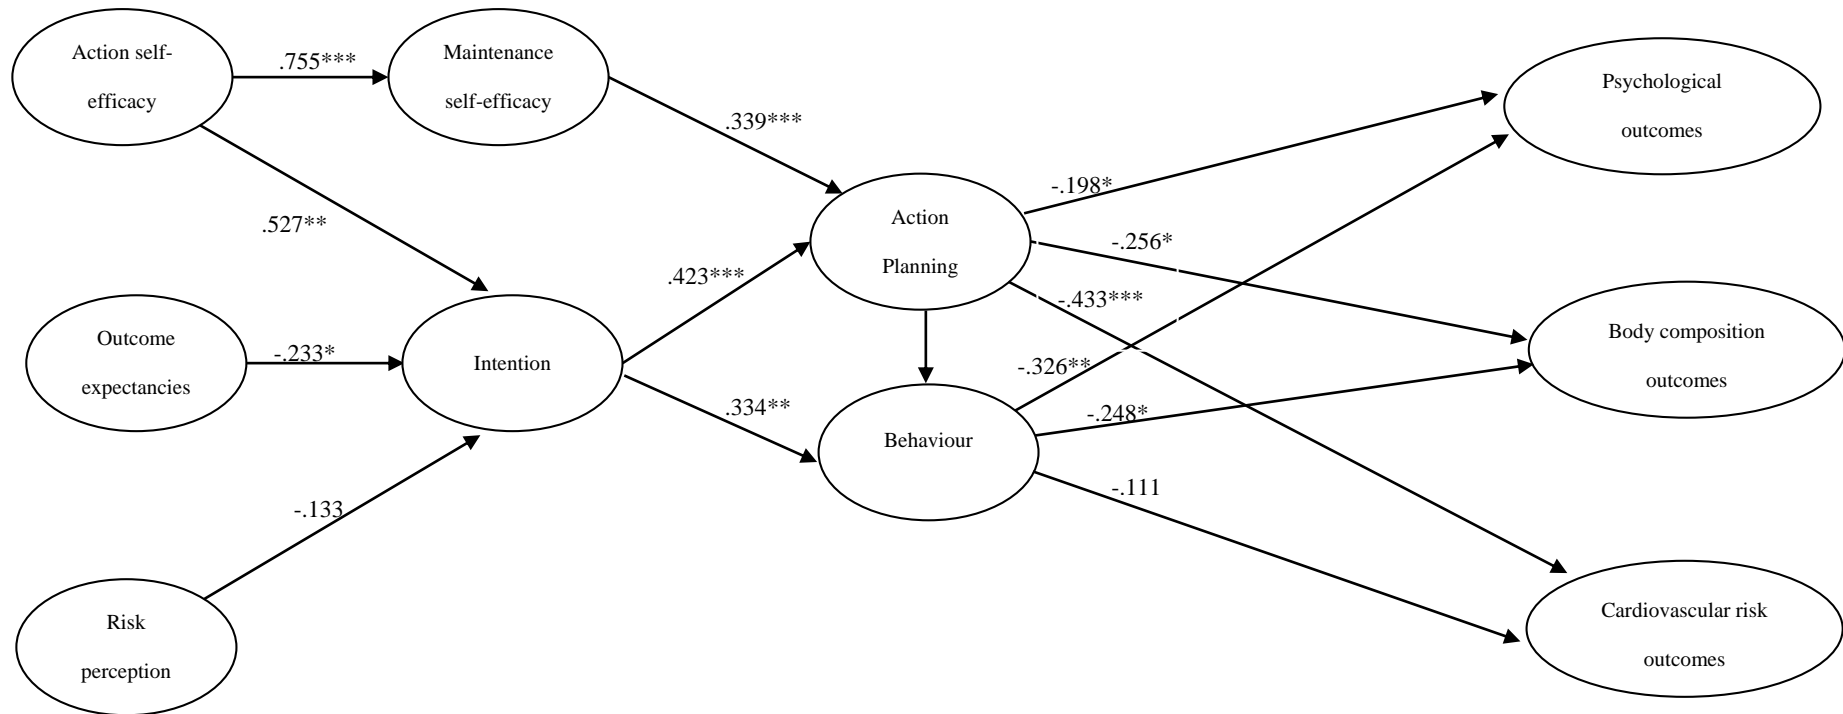 Action self-
efficacy
.755***
Maintenance
self-efficacy
.339***
.527**
Outcome
expectancies
-.233*
Intention
.423***
.334**
Risk
perception
-.133
Action
Planning
-.198*
-.256*
-.433***
Behaviour
-.326**
-.248*
-.111
Psychological
outcomes
Body composition
outcomes
Cardiovascular risk
outcomes